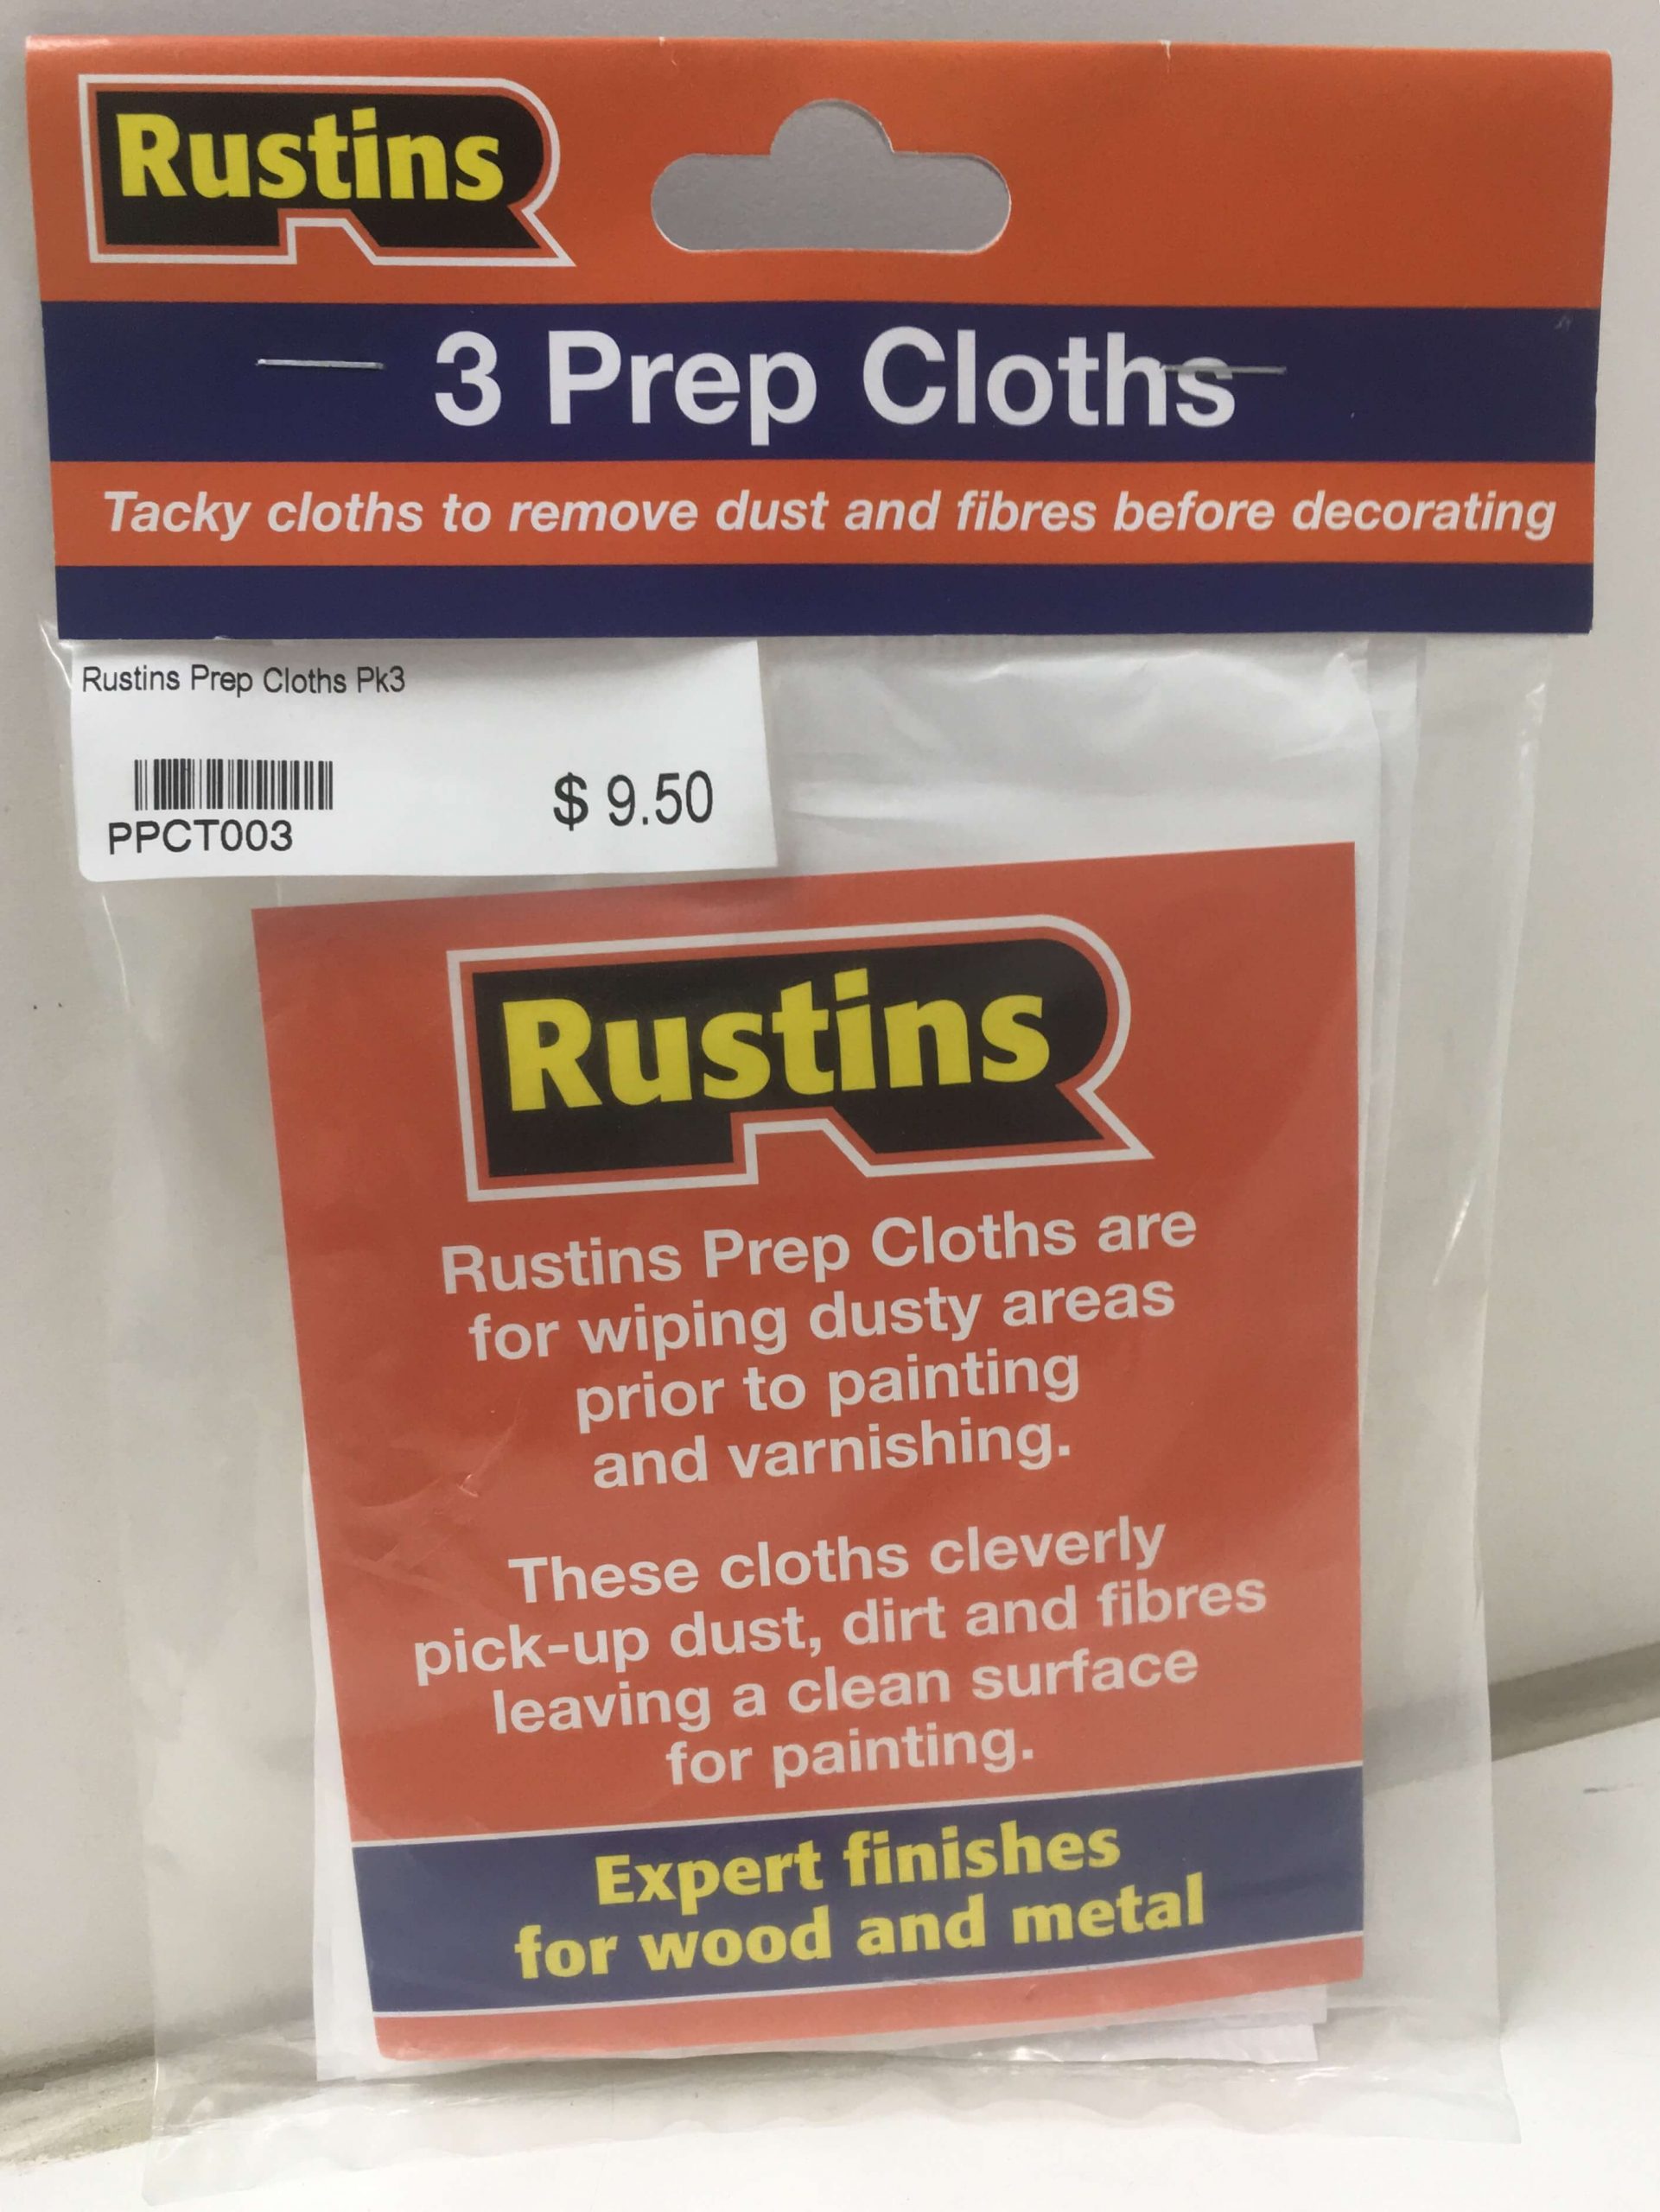 Rustins
3 Prep Cloths
Tacky cloths to remove dust and fibres before decorating
Rustins Prep Cloths Pk3
PPCT003
$ 9.50
Rustins
Rustins Prep Cloths are
for wiping dusty areas
prior to painting
and varnishing.
These cloths cleverly
pick-up dust, dirt and fibres
leaving a clean surface
for painting.
Expert finishes
for wood and metal